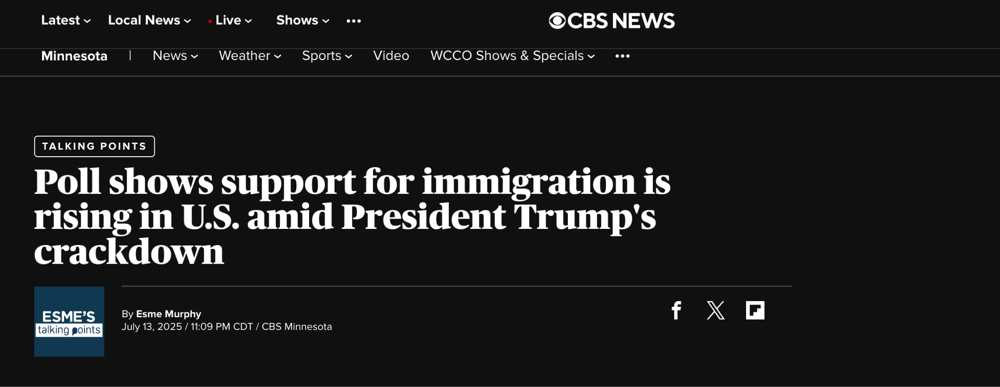 Latest Local News Live Shows
CBS NEWS
Minnesota | News Weather Sports Video WCCO Shows & Specials
TALKING POINTS
Poll shows support for immigration is
rising in U.S. amid President Trump's
crackdown
ESME'S
talking points
By Esme Murphy
July 13, 2025 / 11:09 PM CDT / CBS Minnesota